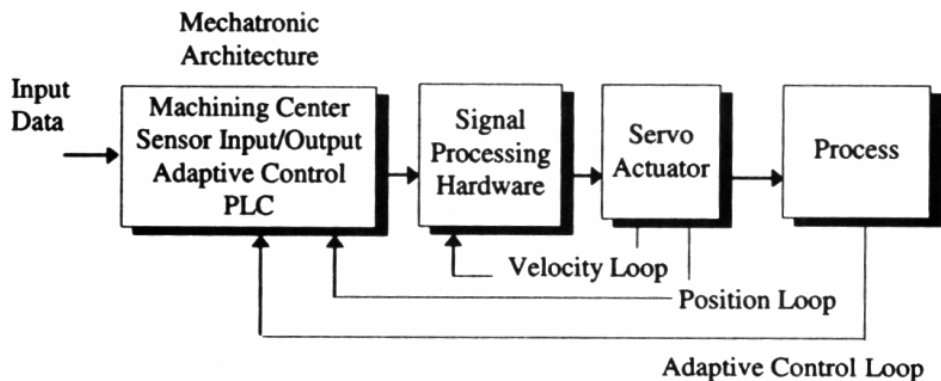 Mechatronic
Architecture
Input
Data
Machining Center
Sensor Input/Output
Adaptive Control
PLC
Signal
Processing
Hardware
Servo
Actuator
Process
Velocity Loop
Position Loop
Adaptive Control Loop